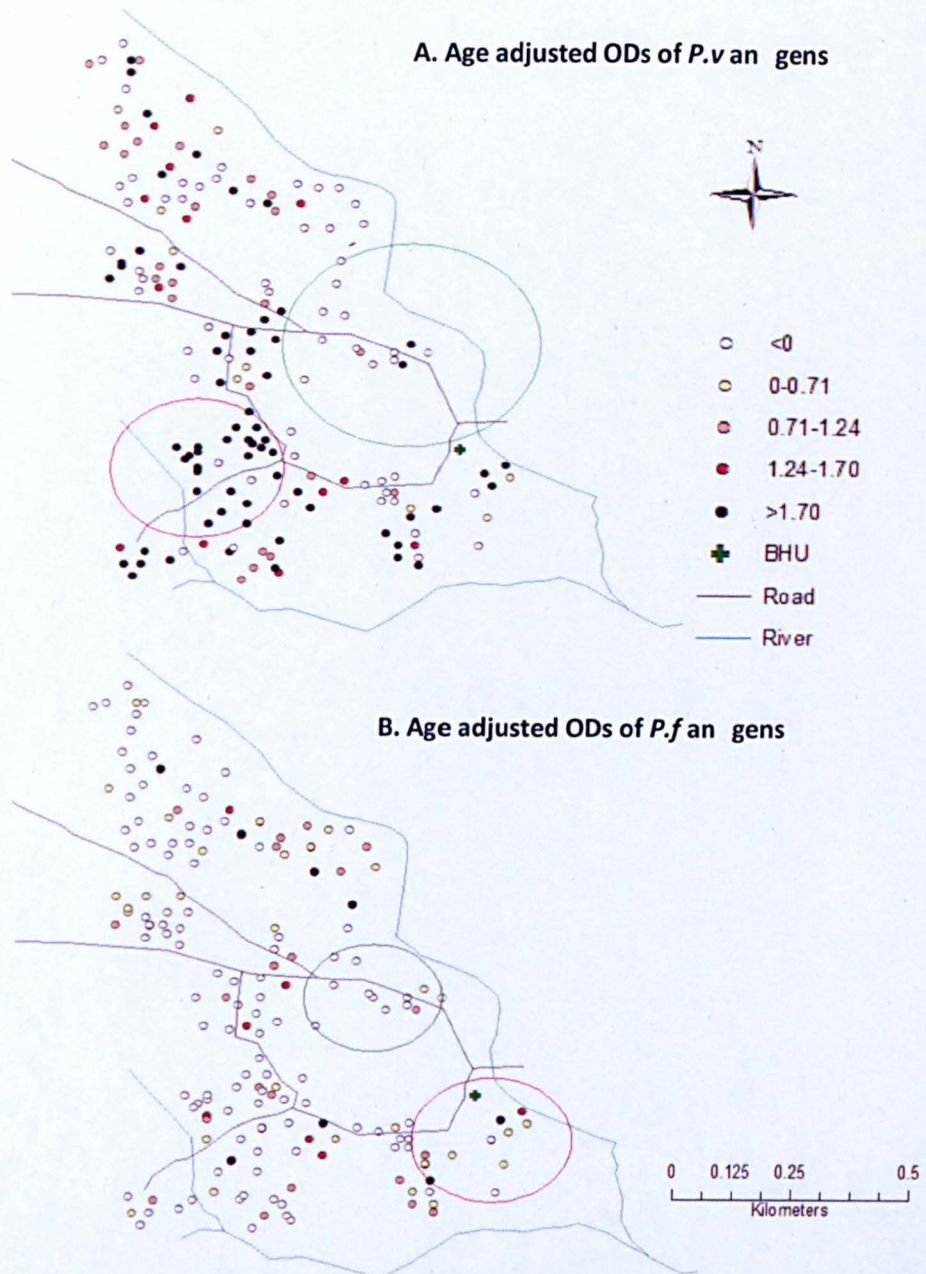 A. Age adjusted ODs of P.v an gens
N
<0
0-0.71
0.71-1.24
1.24-1.70
>1.70
BHU
Road
River
B. Age adjusted ODs of P.f an gens
0 0.125 0.25 0.5
Kilometers